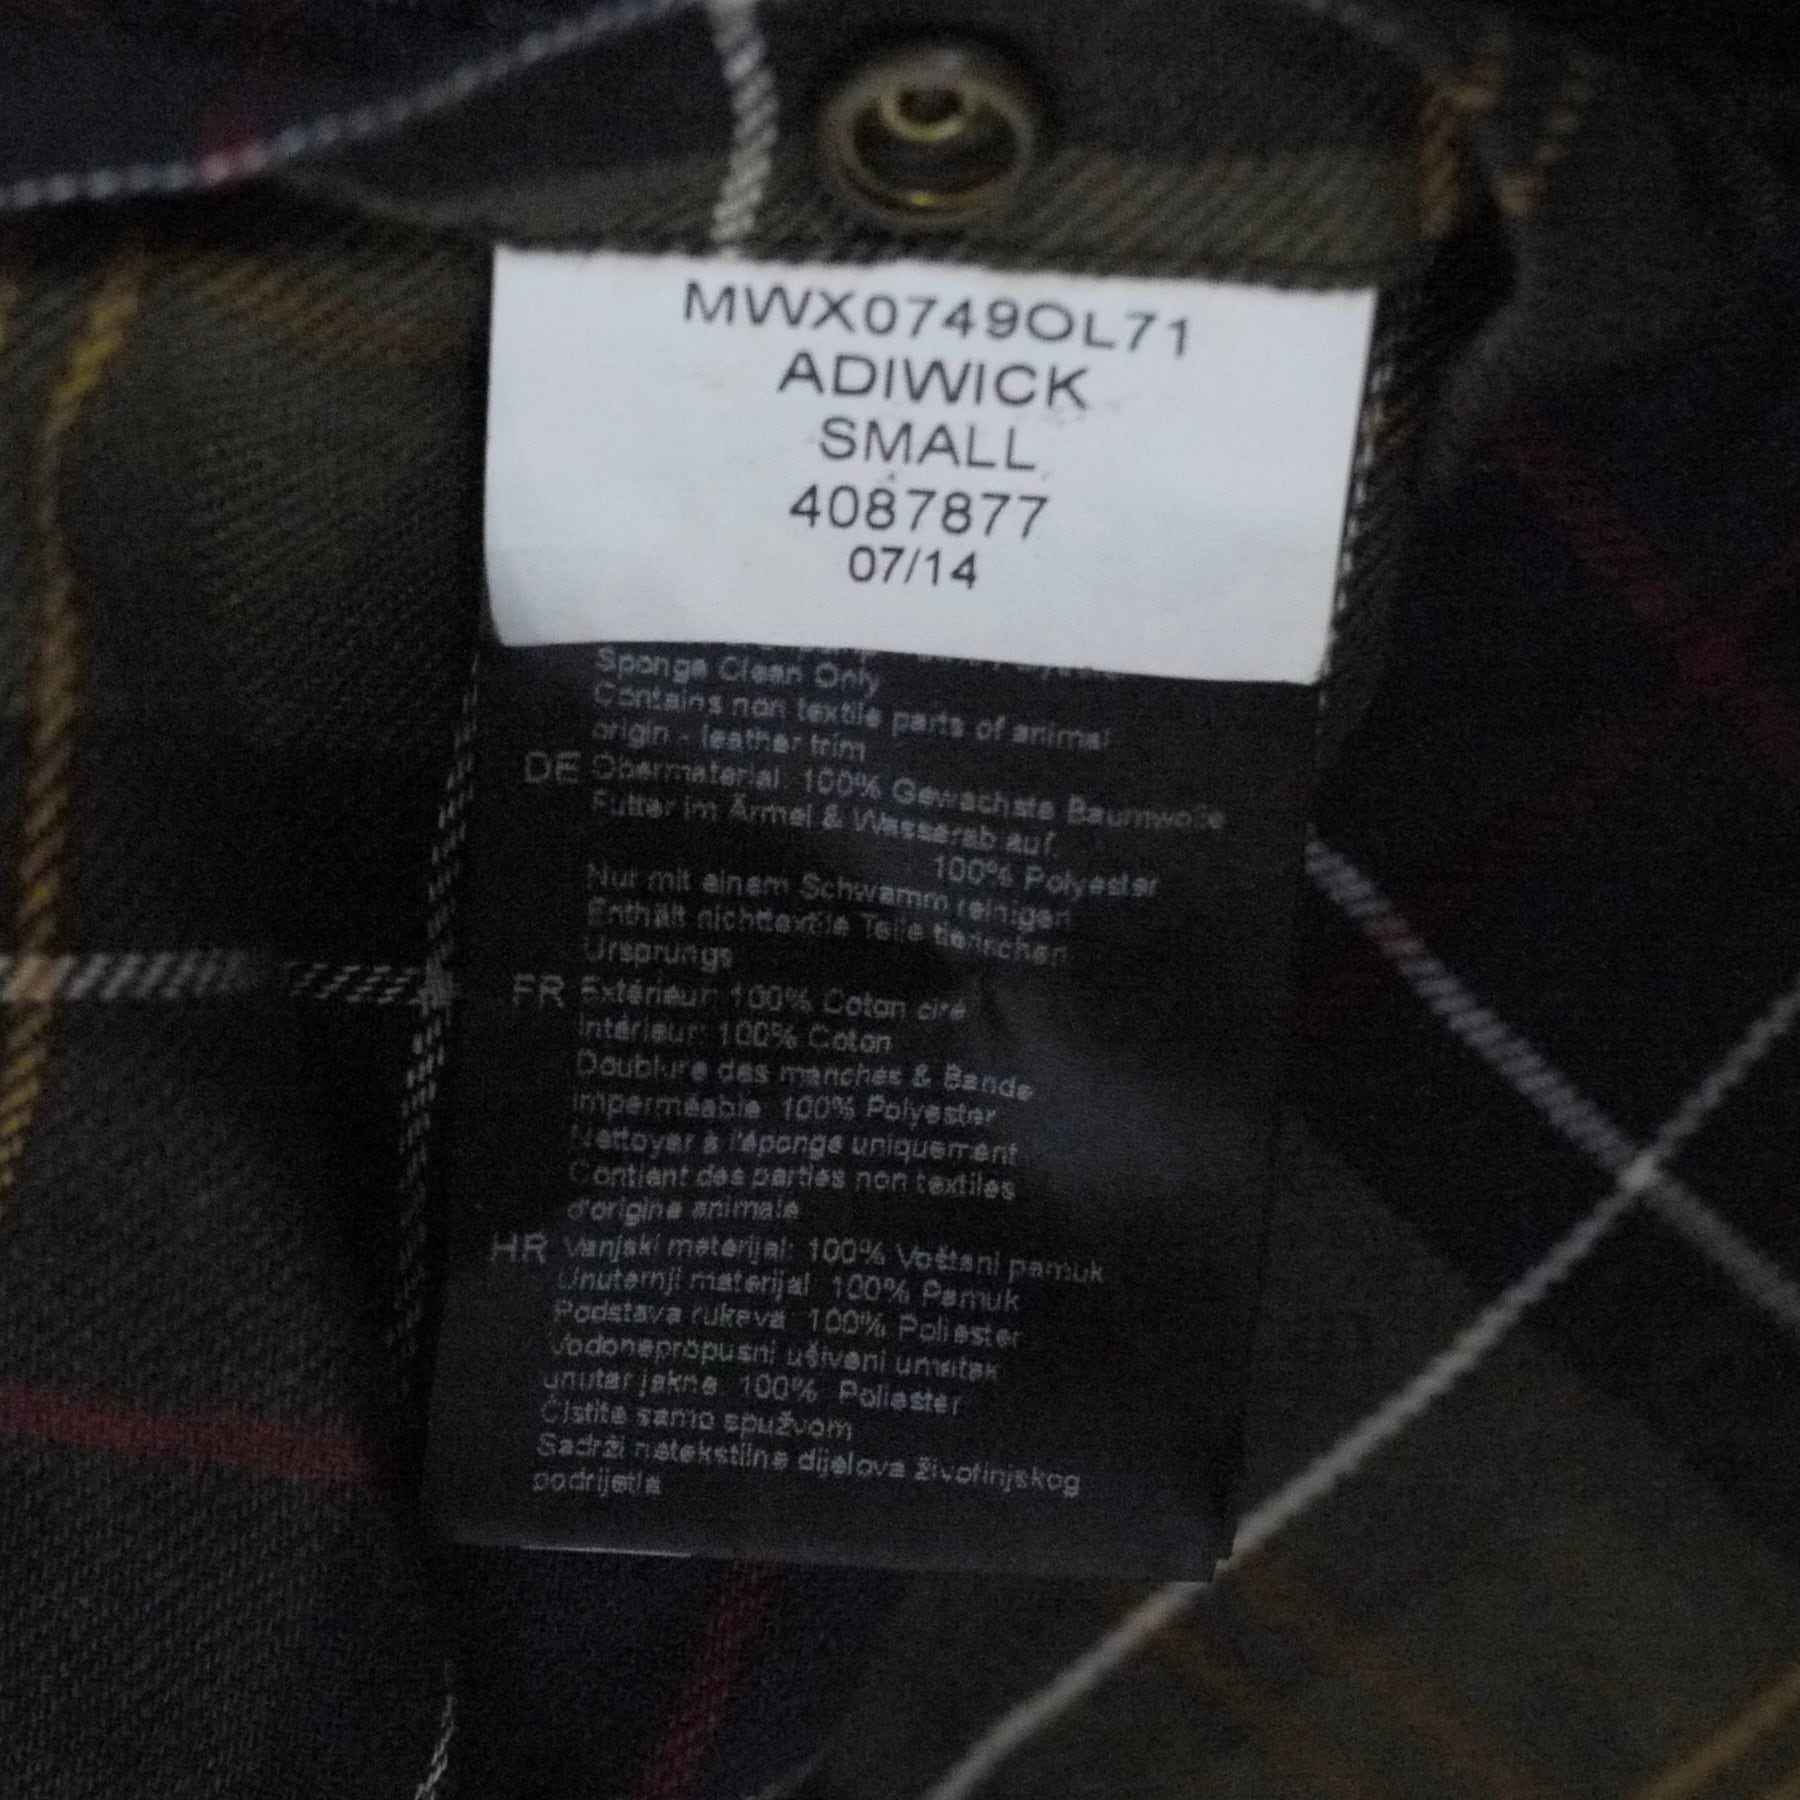 MWX0749OL71
ADIWICK
SMALL
4087877
07/14
Sponge Clean Only
Contains non textile parts of animal
origin - leather trim
DE Obermaterial: 100% Gewachste Baumwolle
Futter im Ärmel & Wasserab auf.
100% Polyester
Nur mit einem Schwamm reinigen
Enthält nichttextile Teile tierischen
Ursprungs
FR Extérieur: 100% Coton ciré
Intérieur: 100% Coton
Doublure des manches & Bande
imperméable 100% Polyester
Nettoyer à l'éponge uniquement
Contient des parties non textiles
d'origine animale
HR Vanjski materijal: 100% Voštani pamuk
Unuternji materijal 100% Pamuk
Podstava rukava 100% Poliester
Vodonepropusni ušiveni umetak
unutar jakne 100% Poliester
Čistite samo spužvom
Sadrži netekstilne dijelova životinjskog
podrijetla